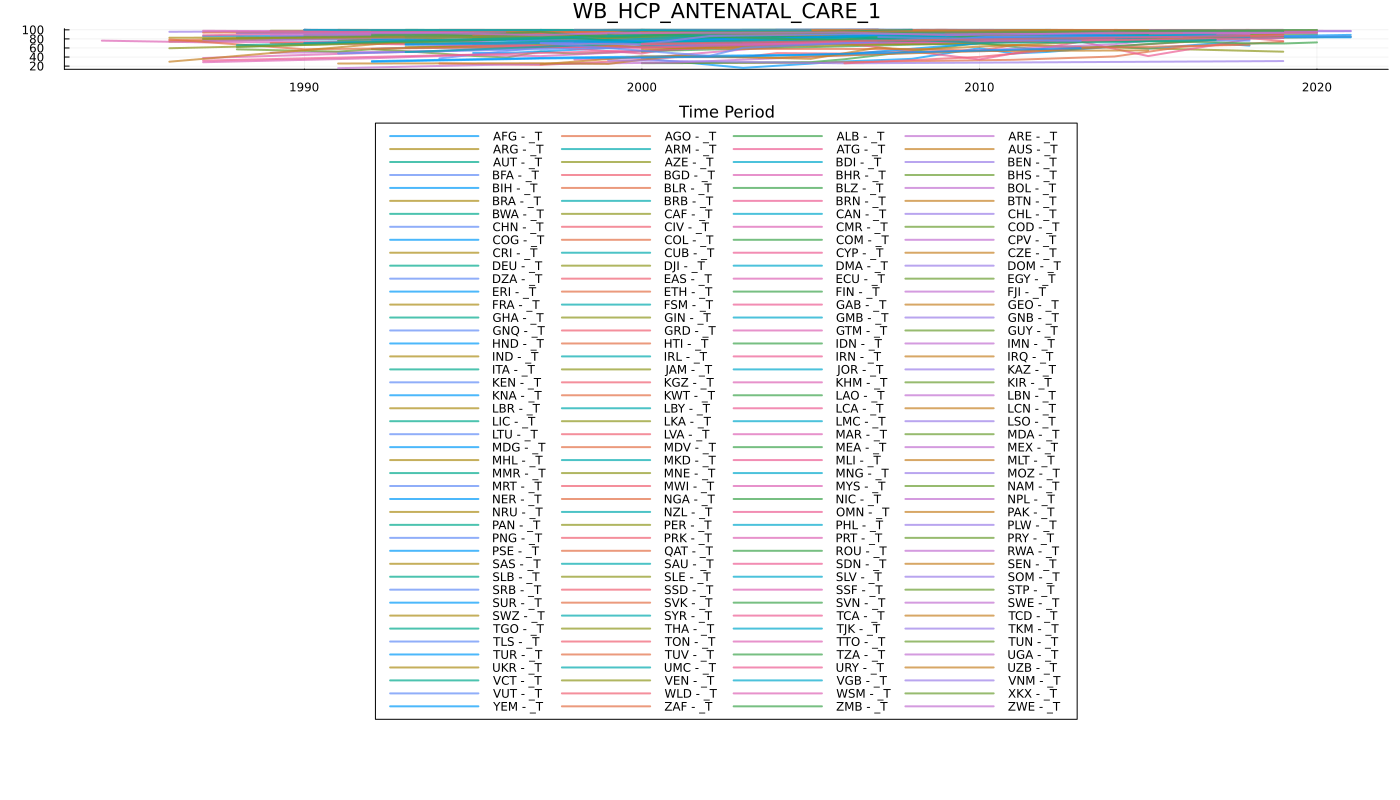 WB_HCP_ANTENATAL_CARE_1
100
80
60
40
20
1990 2000 2010 2020
Time Period
AFG - _T AGO - _T ALB - _T ARE - _T
ARG - _T ARM - _T ATG - _T AUS - _T
AUT - _T AZE - _T BDI - _T BEN - _T
BFA - _T BGD - _T BHR - _T BHS - _T
BIH - _T BLR - _T BLZ - _T BOL - _T
BRA - _T BRB - _T BRN - _T BTN - _T
BWA - _T CAF - _T CAN - _T CHL - _T
CHN - _T CIV - _T CMR - _T COD - _T
COG - _T COL - _T COM - _T CPV - _T
CRI - _T CUB - _T CYP - _T CZE - _T
DEU - _T DJI - _T DMA - _T DOM - _T
DZA - _T EAS - _T ECU - _T EGY - _T
ERI - _T ETH - _T FIN - _T FJI - _T
FRA - _T FSM - _T GAB - _T GEO - _T
GHA - _T GIN - _T GMB - _T GNB - _T
GNQ - _T GRD - _T GTM - _T GUY - _T
HND - _T HTI - _T IDN - _T IMN - _T
IND - _T IRL - _T IRN - _T IRQ - _T
ITA - _T JAM - _T JOR - _T KAZ - _T
KEN - _T KGZ - _T KHM - _T KIR - _T
KNA - _T KWT - _T LAO - _T LBN - _T
LBR - _T LBY - _T LCA - _T LCN - _T
LIC - _T LKA - _T LMC - _T LSO - _T
LTU - _T LVA - _T MAR - _T MDA - _T
MDG - _T MDV - _T MEA - _T MEX - _T
MHL - _T MKD - _T MLI - _T MLT - _T
MMR - _T MNE - _T MNG - _T MOZ - _T
MRT - _T MWI - _T MYS - _T NAM - _T
NER - _T NGA - _T NIC - _T NPL - _T
NRU - _T NZL - _T OMN - _T PAK - _T
PAN - _T PER - _T PHL - _T PLW - _T
PNG - _T PRK - _T PRT - _T PRY - _T
PSE - _T QAT - _T ROU - _T RWA - _T
SAS - _T SAU - _T SDN - _T SEN - _T
SLB - _T SLE - _T SLV - _T SOM - _T
SRB - _T SSD - _T SSF - _T STP - _T
SUR - _T SVK - _T SVN - _T SWE - _T
SWZ - _T SYR - _T TCA - _T TCD - _T
TGO - _T THA - _T TJK - _T TKM - _T
TLS - _T TON - _T TTO - _T TUN - _T
TUR - _T TUV - _T TZA - _T UGA - _T
UKR - _T UMC - _T URY - _T UZB - _T
VCT - _T VEN - _T VGB - _T VNM - _T
VUT - _T WLD - _T WSM - _T XKX - _T
YEM - _T ZAF - _T ZMB - _T ZWE - _T